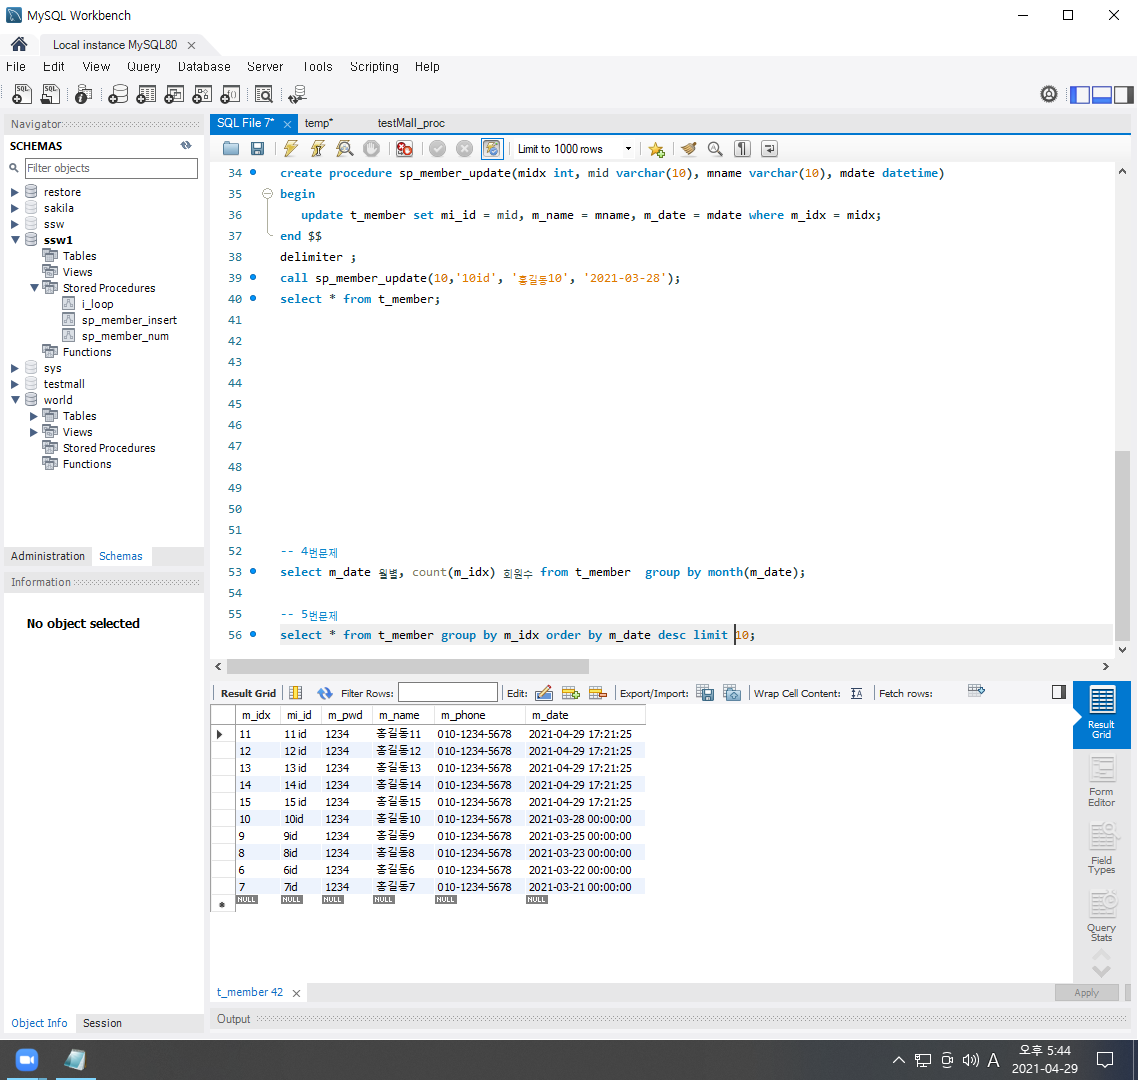 MySQL Workbench
Local instance MySQL80
File Edit View Query Database Server Tools Scripting Help
Navigator
SCHEMAS
Filter objects
restore
sakila
ssw
ssw1
Tables
Views
Stored Procedures
i_loop
sp_member_insert
sp_member_num
Functions
sys
testmall
world
Tables
Views
Stored Procedures
Functions
Administration Schemas
Information
No object selected
Object Info Session
SQL File 7* temp* testMall_proc
Limit to 1000 rows
34 create procedure sp_member_update(midx int, mid varchar(10), mname varchar(10), mdate datetime)
35 begin
36 update t_member set mi_id = mid, m_name = mname, m_date = mdate where m_idx = midx;
37 end $$
38 delimiter ;
39 call sp_member_update(10,'10id', '홍길동10', '2021-03-28');
40 select * from t_member;
41
42
43
44
45
46
47
48
49
50
51
52 -- 4번문제
53 select m_date 월별, count(m_idx) 회원수 from t_member group by month(m_date);
54
55 -- 5번문제
56 select * from t_member group by m_idx order by m_date desc limit 10;
Result Grid Filter Rows: Edit: Export/Import: Wrap Cell Content: IA Fetch rows:
m_idx mi_id m_pwd m_name m_phone m_date
11 11id 1234 홍길동11 010-1234-5678 2021-04-29 17:21:25
12 12id 1234 홍길동12 010-1234-5678 2021-04-29 17:21:25
13 13id 1234 홍길동13 010-1234-5678 2021-04-29 17:21:25
14 14id 1234 홍길동14 010-1234-5678 2021-04-29 17:21:25
15 15id 1234 홍길동15 010-1234-5678 2021-04-29 17:21:25
10 10id 1234 홍길동10 010-1234-5678 2021-03-28 00:00:00
9 9id 1234 홍길동9 010-1234-5678 2021-03-25 00:00:00
8 8id 1234 홍길동8 010-1234-5678 2021-03-23 00:00:00
6 6id 1234 홍길동6 010-1234-5678 2021-03-22 00:00:00
7 7id 1234 홍길동7 010-1234-5678 2021-03-21 00:00:00
NULL NULL NULL NULL NULL NULL
Result
Grid
Form
Editor
Field
Types
Query
Stats
t_member 42
Apply
Output
A
오후 5:44
2021-04-29